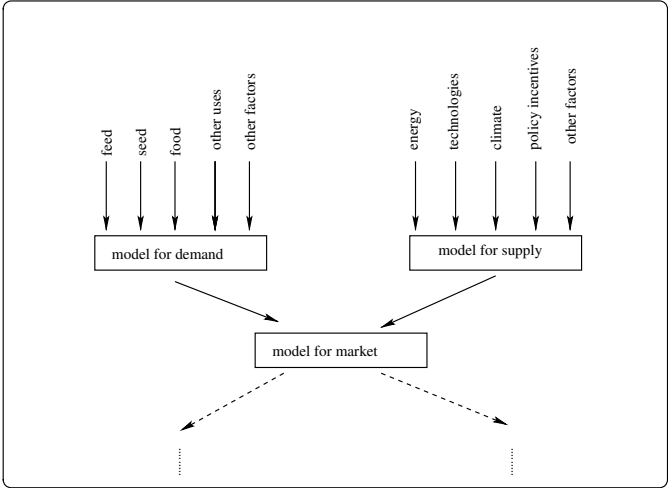 feed
seed
food
other uses
other factors
energy
technologies
climate
policy incentives
other factors
model for demand
model for supply
model for market